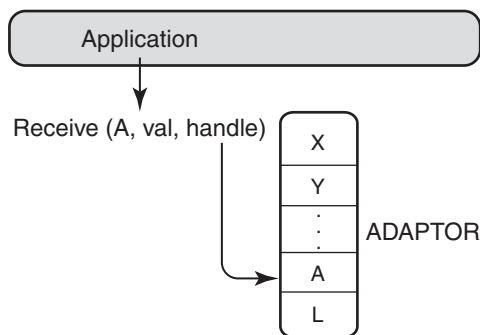 Application
Receive (A, val, handle)
X
Y
.
.
.
ADAPTOR
A
L